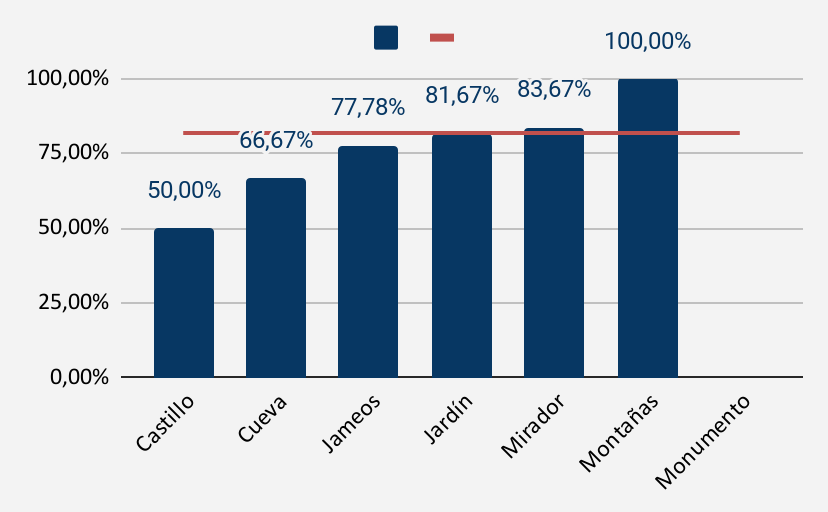 100,00%
100,00%
83,67%
81,67%
77,78%
75,00%
66,67%
50,00%
50,00%
25,00%
0,00%
Castillo
Cueva
Jameos
Jardín
Mirador
Montañas
Monumento